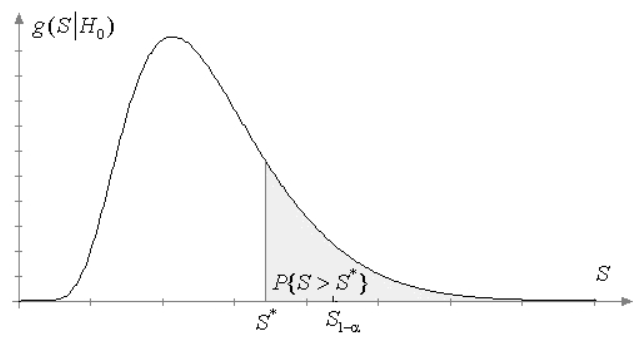 g(S|H₀)
P{S > S*}
S
S*
S₁₋α